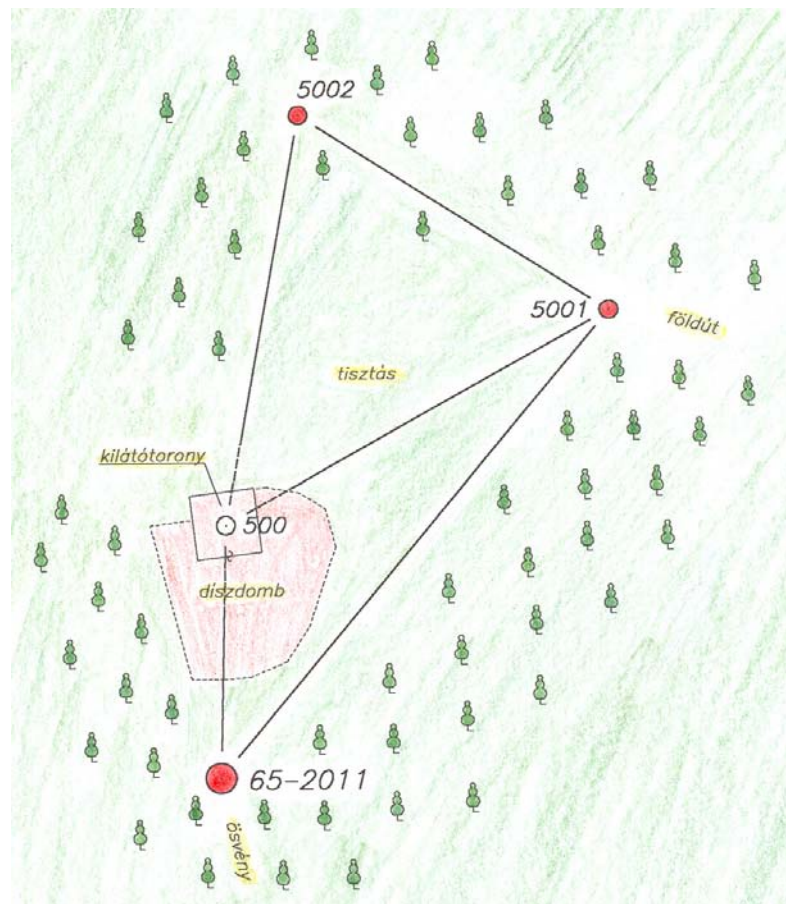 5002
5001
földút
tisztás
kilátótorony
500
díszdomb
65-2011
ösvény